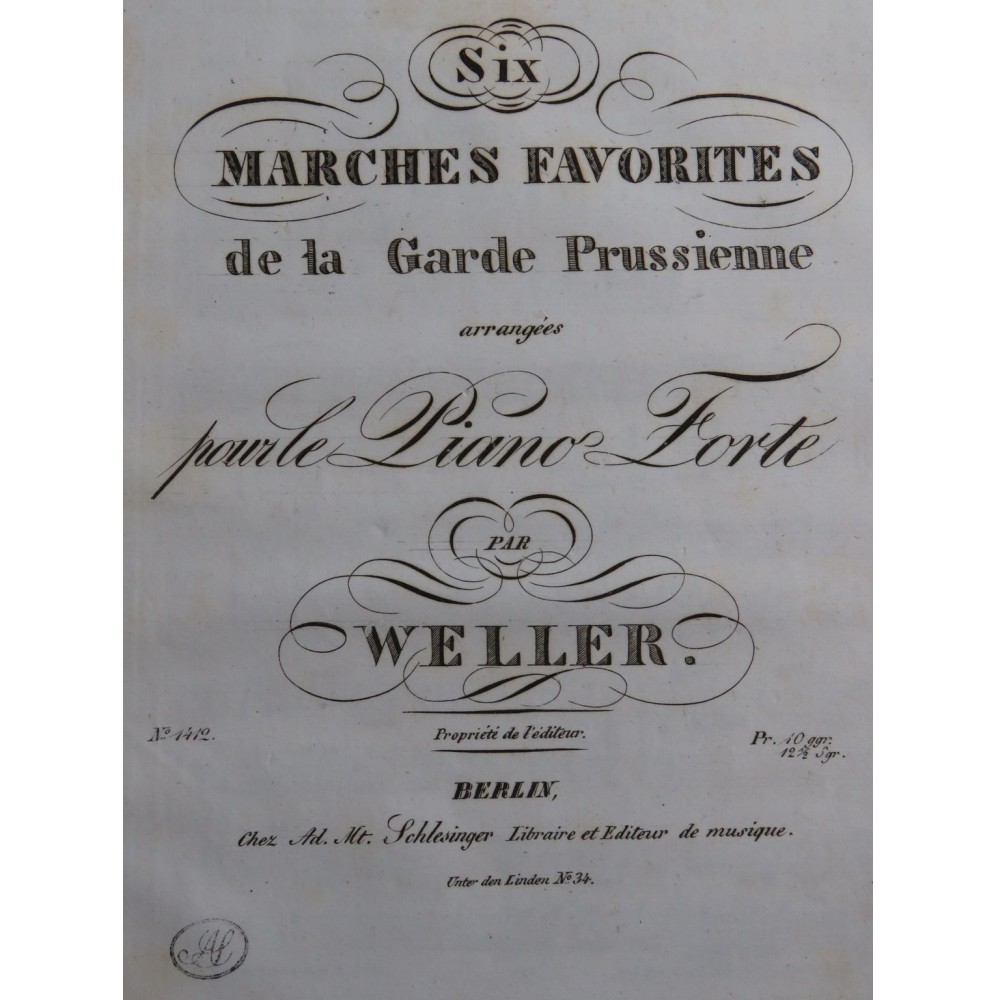 Six
MARCHES FAVORITES
de la Garde Prussienne
arrangées
pour le Piano Forte
PAR
WELLER.
No. 1412.
Propriété de l'éditeur.
Pr. 10 ggr.
12½ Sgr.
BERLIN,
Chez Ad. Mt. Schlesinger Libraire et Editeur de musique.
Unter den Linden No. 34.